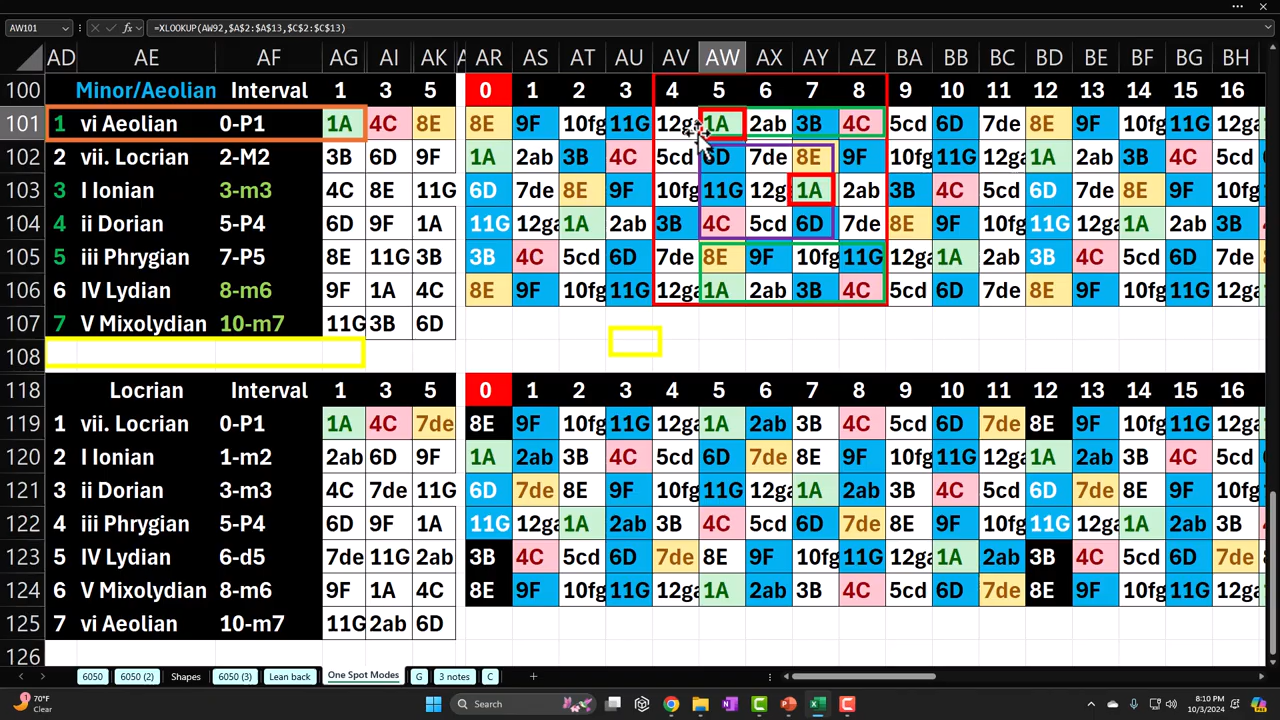 AW101 =XLOOKUP(AW92,$A$2:$A$13,$C$2:$C$13)
AD AE AF AG AI AK AR AS AT AU AV AW AX AY AZ BA BB BC BD BE BF BG BH
100 Minor/Aeolian Interval 1 3 5 0 1 2 3 4 5 6 7 8 9 10 11 12 13 14 15 16
101 1 vi Aeolian 0-P1 1A 4C 8E 8E 9F 10fg 11G 1A 2ab 3B 4C 5cd 6D 7de 8E 9F 10fg 11G 12ga
102 2 vii. Locrian 2-M2 3B 6D 9F 1A 2ab 3B 4C 5cd 6D 7de 8E 9F 10fg 11G 12ga 1A 2ab 3B 4C 5cd
103 3 I Ionian 3-m3 4C 8E 11G 6D 7de 8E 9F 10fg 11G 12ga 1A 2ab 3B 4C 5cd 6D 7de 8E 9F 10fg
104 4 ii Dorian 5-P4 6D 9F 1A 11G 12ga 1A 2ab 3B 4C 5cd 6D 7de 8E 9F 10fg 11G 12ga 1A 2ab 3B
105 5 iii Phrygian 7-P5 8E 11G 3B 3B 4C 5cd 6D 7de 8E 9F 10fg 11G 12ga 1A 2ab 3B 4C 5cd 6D 7de
106 6 IV Lydian 8-m6 9F 1A 4C 8E 9F 10fg 11G 12ga 1A 2ab 3B 4C 5cd 6D 7de 8E 9F 10fg 11G 12ga
107 7 V Mixolydian 10-m7 11G 3B 6D
108
118 Locrian Interval 1 3 5 0 1 2 3 4 5 6 7 8 9 10 11 12 13 14 15 16
119 1 vii. Locrian 0-P1 1A 4C 7de 8E 9F 10fg 11G 12ga 1A 2ab 3B 4C 5cd 6D 7de 8E 9F 10fg 11G 12ga
120 2 I Ionian 1-m2 2ab 6D 9F 1A 2ab 3B 4C 5cd 6D 7de 8E 9F 10fg 11G 12ga 1A 2ab 3B 4C 5cd
121 3 ii Dorian 3-m3 4C 7de 11G 6D 7de 8E 9F 10fg 11G 12ga 1A 2ab 3B 4C 5cd 6D 7de 8E 9F 10fg
122 4 iii Phrygian 5-P4 6D 9F 1A 11G 12ga 1A 2ab 3B 4C 5cd 6D 7de 8E 9F 10fg 11G 12ga 1A 2ab 3B
123 5 IV Lydian 6-d5 7de 11G 2ab 3B 4C 5cd 6D 7de 8E 9F 10fg 11G 12ga 1A 2ab 3B 4C 5cd 6D 7de
124 6 V Mixolydian 8-m6 9F 1A 4C 8E 9F 10fg 11G 12ga 1A 2ab 3B 4C 5cd 6D 7de 8E 9F 10fg 11G 12ga
125 7 vi Aeolian 10-m7 11G 2ab 6D
126
6050 6050 (2) Shapes 6050 (3) Lean back One Spot Modes G 3 notes C
70°F
Clear
Search
8:10 PM
10/3/2024